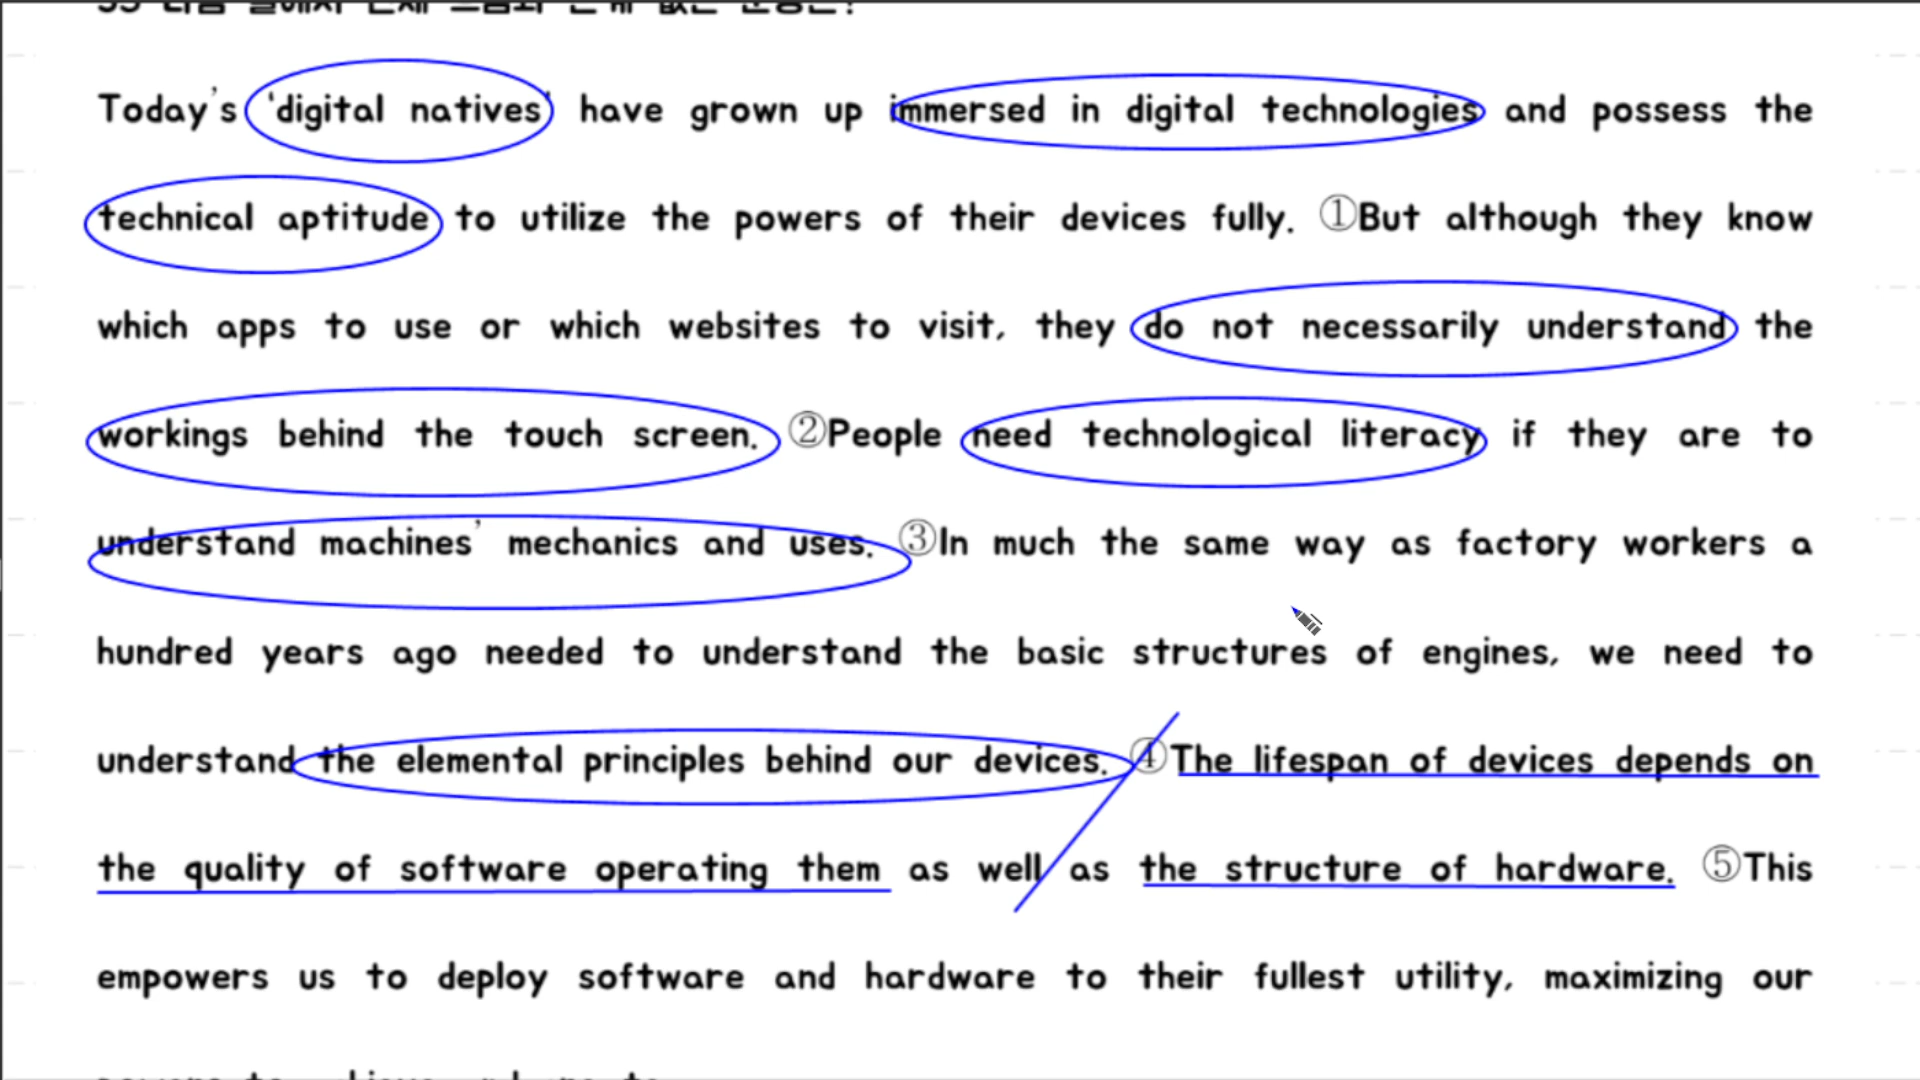 Today's 'digital natives' have grown up immersed in digital technologies and possess the
technical aptitude to utilize the powers of their devices fully. ①But although they know
which apps to use or which websites to visit, they do not necessarily understand the
workings behind the touch screen. ②People need technological literacy if they are to
understand machines' mechanics and uses. ③In much the same way as factory workers a
hundred years ago needed to understand the basic structures of engines, we need to
understand the elemental principles behind our devices. ④The lifespan of devices depends on
the quality of software operating them as well as the structure of hardware. ⑤This
empowers us to deploy software and hardware to their fullest utility, maximizing our